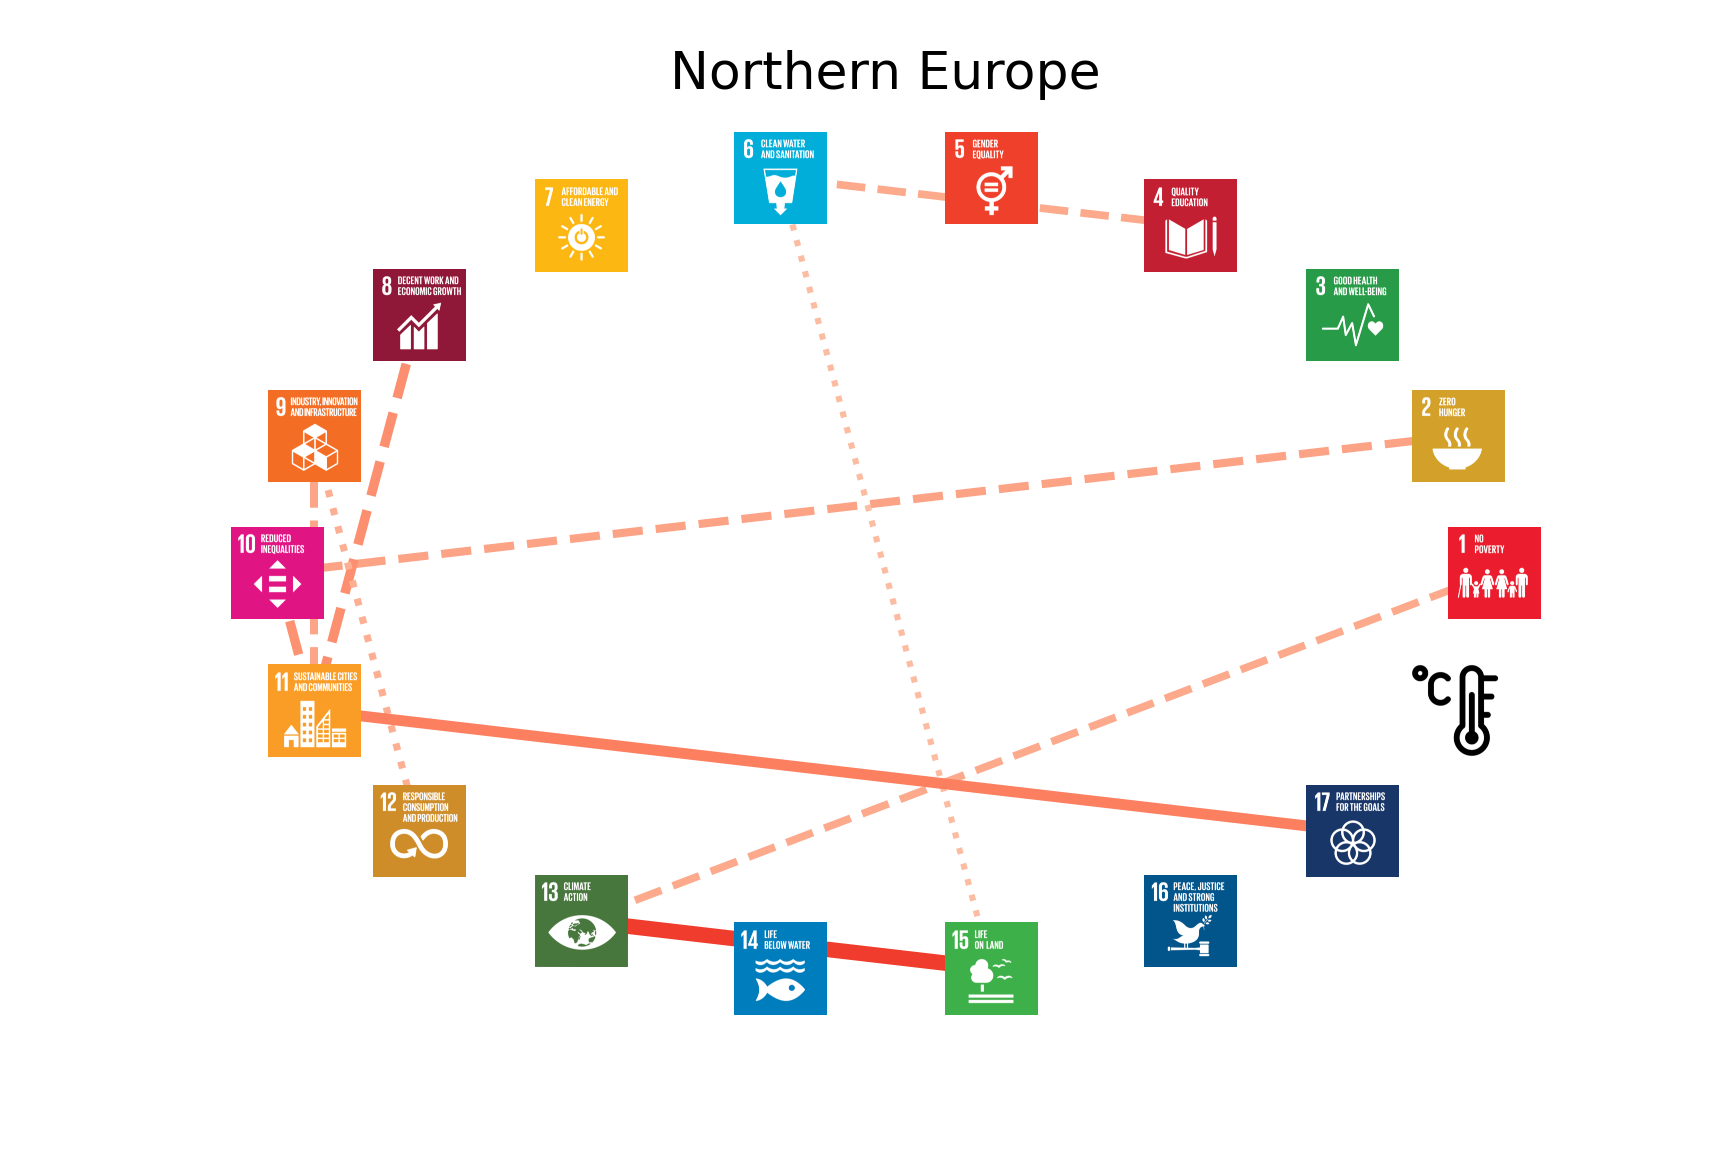 Northern Europe
6 CLEAN WATER
AND SANITATION
5 GENDER
EQUALITY
7 AFFORDABLE AND
CLEAN ENERGY
4 QUALITY
EDUCATION
8 DECENT WORK AND
ECONOMIC GROWTH
3 GOOD HEALTH
AND WELL-BEING
9 INDUSTRY, INNOVATION
AND INFRASTRUCTURE
2 ZERO
HUNGER
10 REDUCED
INEQUALITIES
1 NO
POVERTY
11 SUSTAINABLE CITIES
AND COMMUNITIES
°C
12 RESPONSIBLE
CONSUMPTION
AND PRODUCTION
17 PARTNERSHIPS
FOR THE GOALS
13 CLIMATE
ACTION
16 PEACE, JUSTICE
AND STRONG
INSTITUTIONS
14 LIFE
BELOW WATER
15 LIFE
ON LAND